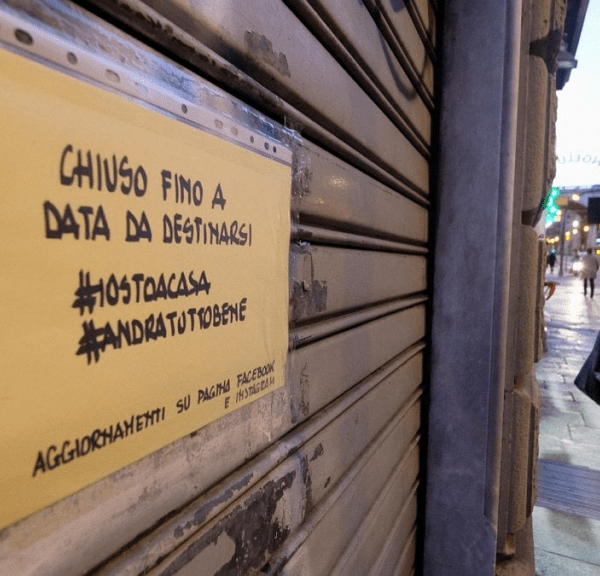 CHIUSO FINO A
DATA DA DESTINARSI
#IOSTOACASA
#ANDRATUTTOBENE
AGGIORNAMENTI SU PAGINA FACEBOOK
E INSTAGRAM